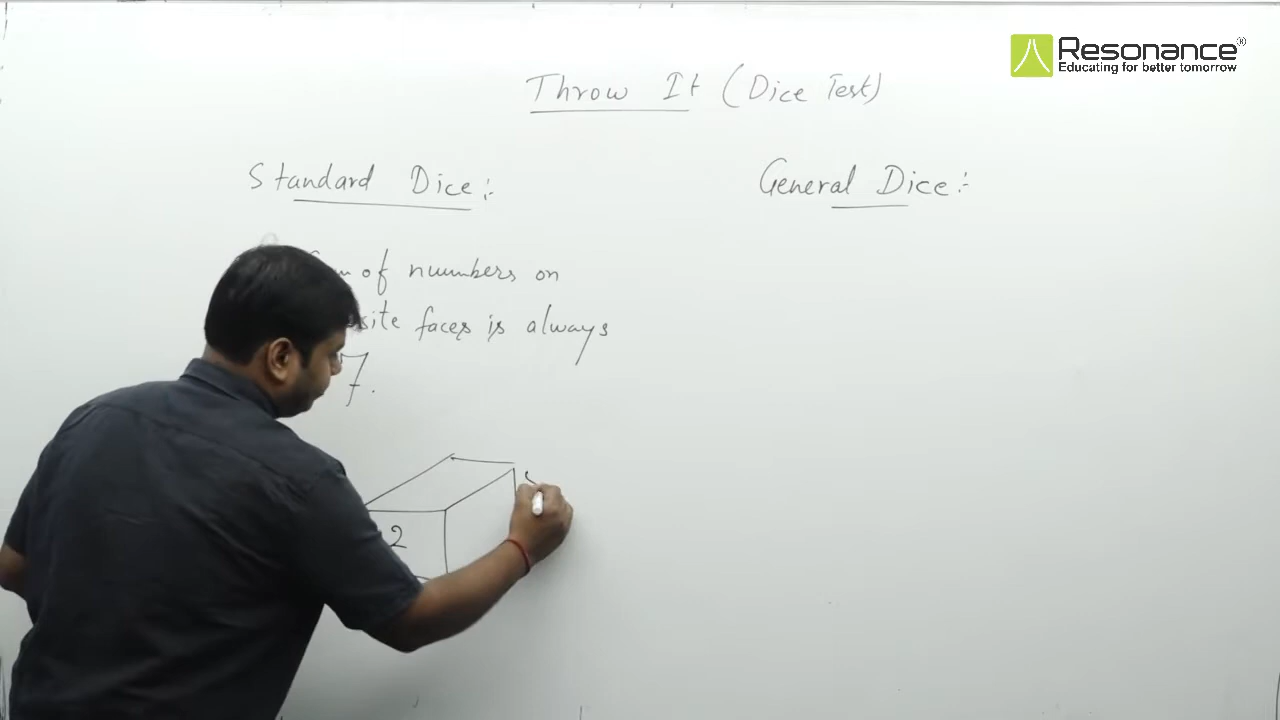 Resonance®
Educating for better tomorrow
Throw It (Dice Test)
Standard Dice:-
General Dice:-
of numbers on
faces is always
7.
2